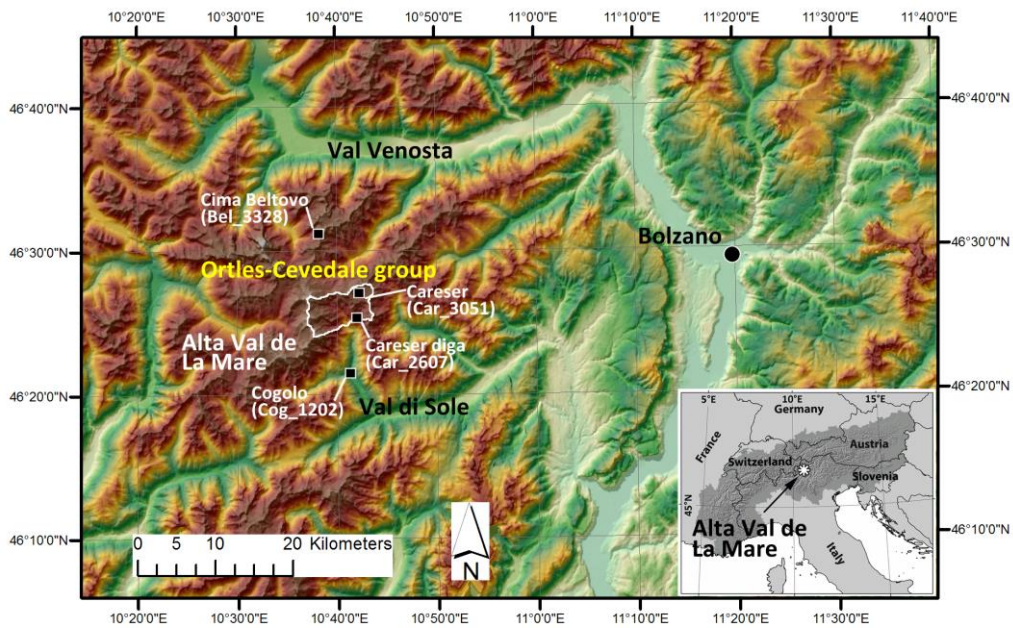 10°20'0"E 10°30'0"E 10°40'0"E 10°50'0"E 11°0'0"E 11°10'0"E 11°20'0"E 11°30'0"E 11°40'0"E
46°40'0"N
46°40'0"N
Val Venosta
Cima Beltovo
(Bel_3328)
Bolzano
46°30'0"N
46°30'0"N
Ortles-Cevedale group
Careser
(Car_3051)
Alta Val de
La Mare
Careser diga
(Car_2607)
Cogolo
(Cog_1202)
Val di Sole
46°20'0"N
46°20'0"N
5°E 10°E 15°E
Germany
France
Austria
Switzerland
Slovenia
45°N
Alta Val de
La Mare
Italy
46°10'0"N
46°10'0"N
0 5 10 20 Kilometers
N
10°20'0"E 10°30'0"E 10°40'0"E 10°50'0"E 11°0'0"E 11°10'0"E 11°20'0"E 11°30'0"E